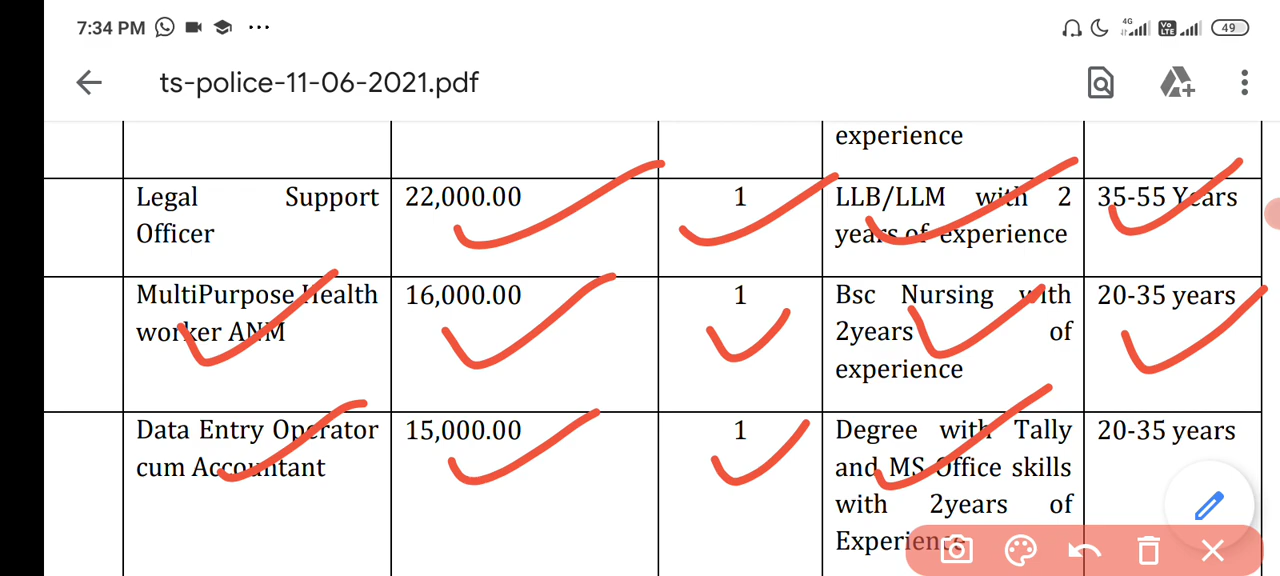 7:34 PM
4G
Vo
LTE
49
ts-police-11-06-2021.pdf
experience
Legal Support 22,000.00 1 LLB/LLM with 2 35-55 Years
Officer years of experience
MultiPurpose Health 16,000.00 1 Bsc Nursing with 20-35 years
worker ANM 2years of
experience
Data Entry Operator 15,000.00 1 Degree with Tally 20-35 years
cum Accountant and MS Office skills
with 2years of
Experience